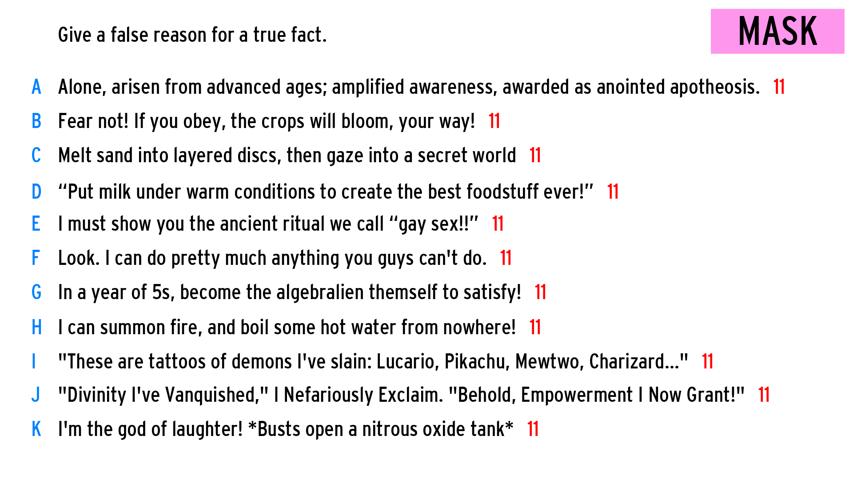 Give a false reason for a true fact.
MASK
A Alone, arisen from advanced ages; amplified awareness, awarded as anointed apotheosis. 11
B Fear not! If you obey, the crops will bloom, your way! 11
C Melt sand into layered discs, then gaze into a secret world 11
D “Put milk under warm conditions to create the best foodstuff ever!” 11
E I must show you the ancient ritual we call “gay sex!!” 11
F Look. I can do pretty much anything you guys can't do. 11
G In a year of 5s, become the algebralien themself to satisfy! 11
H I can summon fire, and boil some hot water from nowhere! 11
I "These are tattoos of demons I've slain: Lucario, Pikachu, Mewtwo, Charizard..." 11
J "Divinity I've Vanquished," I Nefariously Exclaim. "Behold, Empowerment I Now Grant!" 11
K I'm the god of laughter! *Busts open a nitrous oxide tank* 11